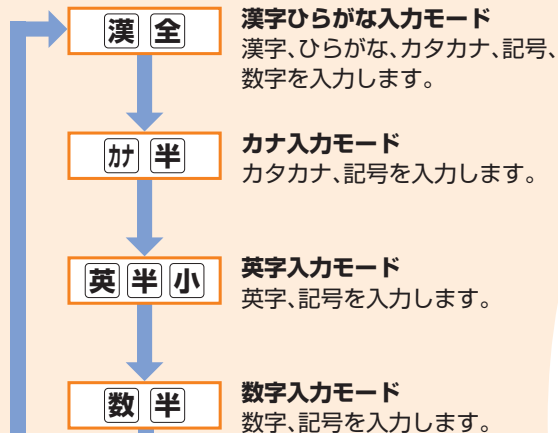 漢 全
漢字ひらがな入力モード
漢字、ひらがな、カタカナ、記号、
数字を入力します。
カナ 半
カナ入力モード
カタカナ、記号を入力します。
英 半 小
英字入力モード
英字、記号を入力します。
数 半
数字入力モード
数字、記号を入力します。